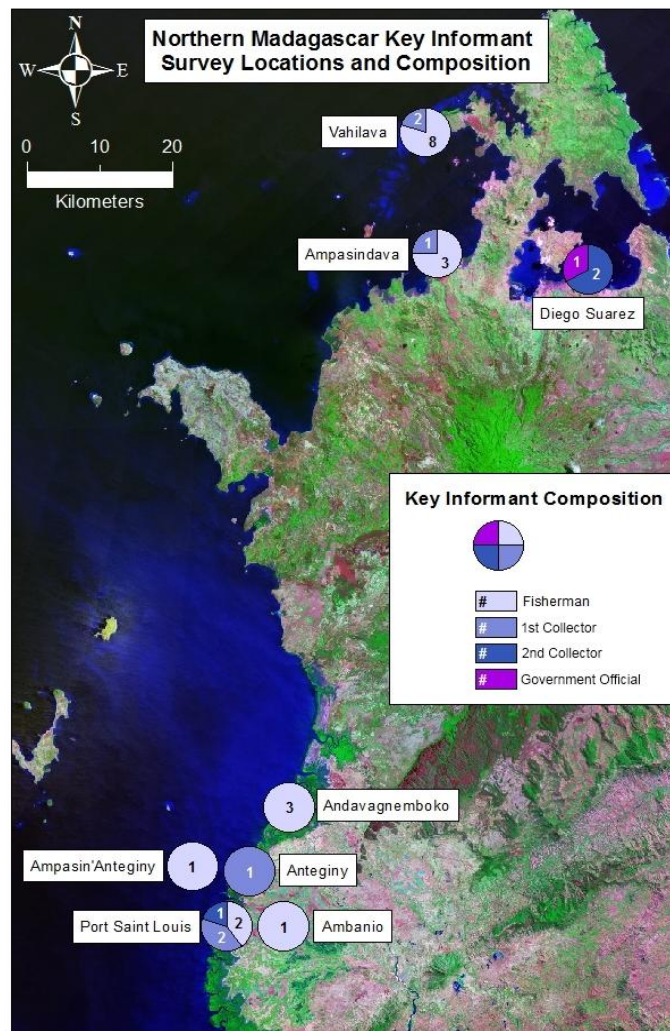 Northern Madagascar Key Informant
Survey Locations and Composition
N
W E
S
0 10 20
Kilometers
Vahilava
2
8
Ampasindava
1
3
1
2
Diego Suarez
Key Informant Composition
# Fisherman
# 1st Collector
# 2nd Collector
# Government Official
3
Andavagnemboko
Ampasin'Anteginy
1
1
Anteginy
Port Saint Louis
1
2
2
1
Ambanio